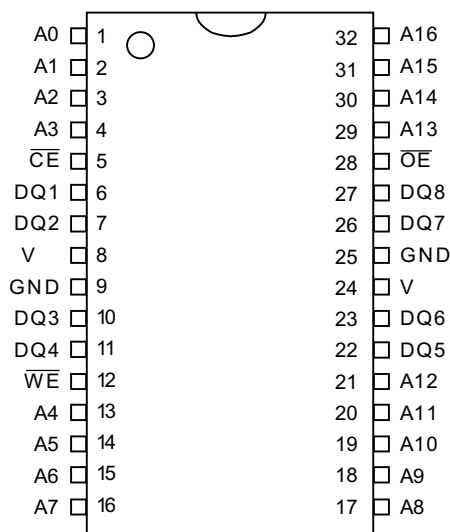 A0 1 32 A16
A1 2 31 A15
A2 3 30 A14
A3 4 29 A13
C̅E̅ 5 28 O̅E̅
DQ1 6 27 DQ8
DQ2 7 26 DQ7
V 8 25 GND
GND 9 24 V
DQ3 10 23 DQ6
DQ4 11 22 DQ5
W̅E̅ 12 21 A12
A4 13 20 A11
A5 14 19 A10
A6 15 18 A9
A7 16 17 A8